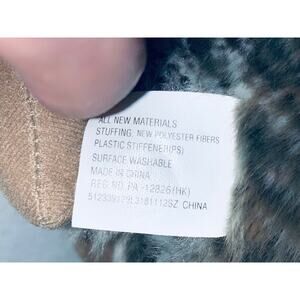 ALL NEW MATERIALS
STUFFING: NEW POLYESTER FIBERS
PLASTIC STIFFENER(PS)
SURFACE WASHABLE
MADE IN CHINA
REG. NO. PA -12826(HK)
CHINA